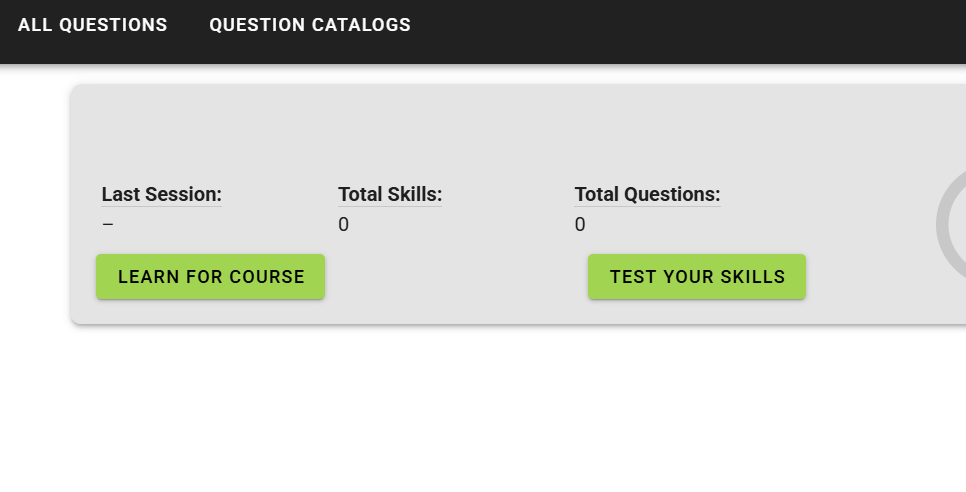 ALL QUESTIONS QUESTION CATALOGS
Last Session: Total Skills: Total Questions:
– 0 0
LEARN FOR COURSE TEST YOUR SKILLS